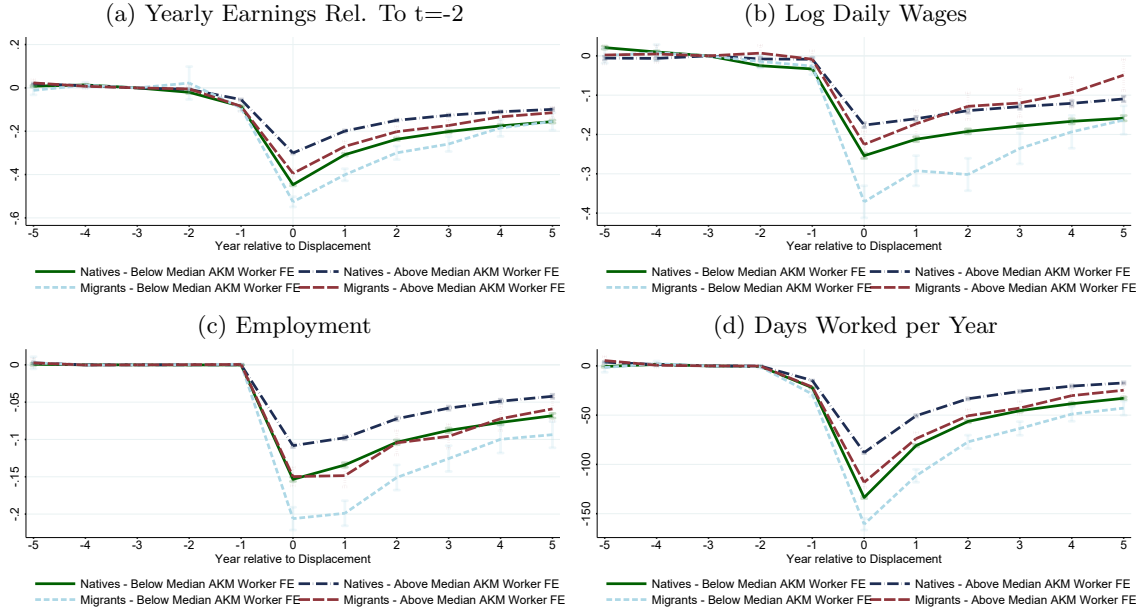 (a) Yearly Earnings Rel. To t=-2
.2
0
-.2
-.4
-.6
-5 -4 -3 -2 -1 0 1 2 3 4 5
Year relative to Displacement
Natives - Below Median AKM Worker FE Natives - Above Median AKM Worker FE
Migrants - Below Median AKM Worker FE Migrants - Above Median AKM Worker FE
(b) Log Daily Wages
0
-.1
-.2
-.3
-.4
-5 -4 -3 -2 -1 0 1 2 3 4 5
Year relative to Displacement
Natives - Below Median AKM Worker FE Natives - Above Median AKM Worker FE
Migrants - Below Median AKM Worker FE Migrants - Above Median AKM Worker FE
(c) Employment
0
-.05
-.1
-.15
-.2
-5 -4 -3 -2 -1 0 1 2 3 4 5
Year relative to Displacement
Natives - Below Median AKM Worker FE Natives - Above Median AKM Worker FE
Migrants - Below Median AKM Worker FE Migrants - Above Median AKM Worker FE
(d) Days Worked per Year
0
-50
-100
-150
-5 -4 -3 -2 -1 0 1 2 3 4 5
Year relative to Displacement
Natives - Below Median AKM Worker FE Natives - Above Median AKM Worker FE
Migrants - Below Median AKM Worker FE Migrants - Above Median AKM Worker FE